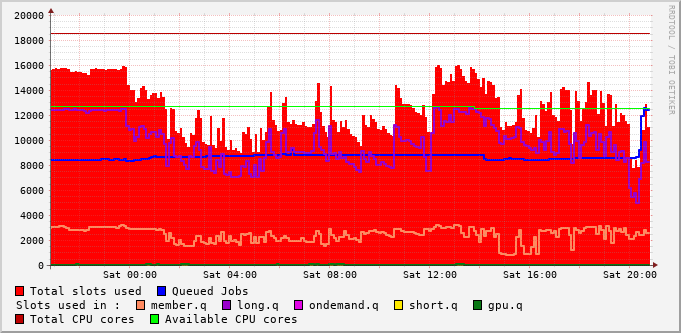 20000
18000
16000
14000
12000
10000
8000
6000
4000
2000
0
Sat 00:00 Sat 04:00 Sat 08:00 Sat 12:00 Sat 16:00 Sat 20:00
RRDTOOL / TOBI OETIKER
Total slots used Queued Jobs
Slots used in : member.q long.q ondemand.q short.q gpu.q
Total CPU cores Available CPU cores